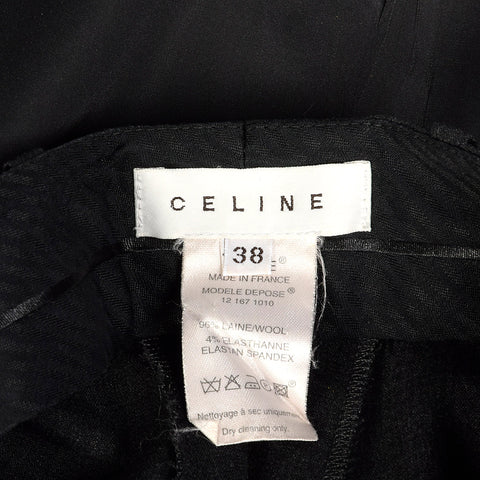 CELINE
38
MADE IN FRANCE
MODELE DEPOSE®
12 167 1010
96% LAINE/WOOL
4% ELASTHANNE
ELASTAN SPANDEX
Nettoyage à sec uniquement
Dry cleaning only.